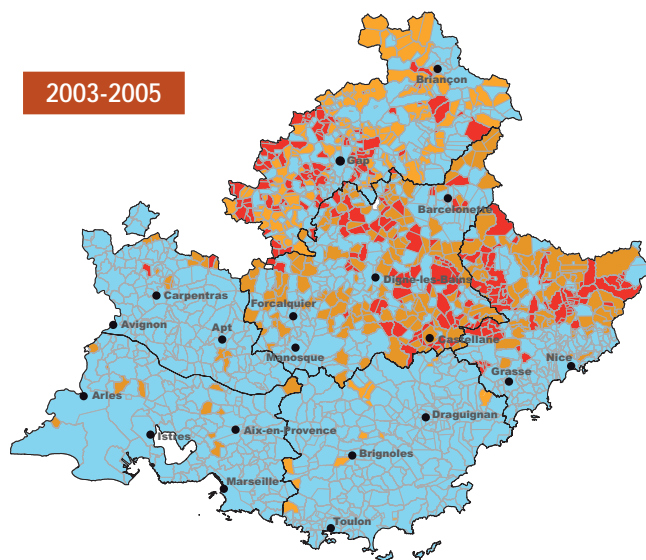 2003-2005
Briançon
Gap
Barcelonette
Digne-les-Bains
Carpentras
Forcalquier
Avignon
Apt
Castellane
Manosque
Nice
Grasse
Arles
Draguignan
Istres
Aix-en-Provence
Brignoles
Marseille
Toulon